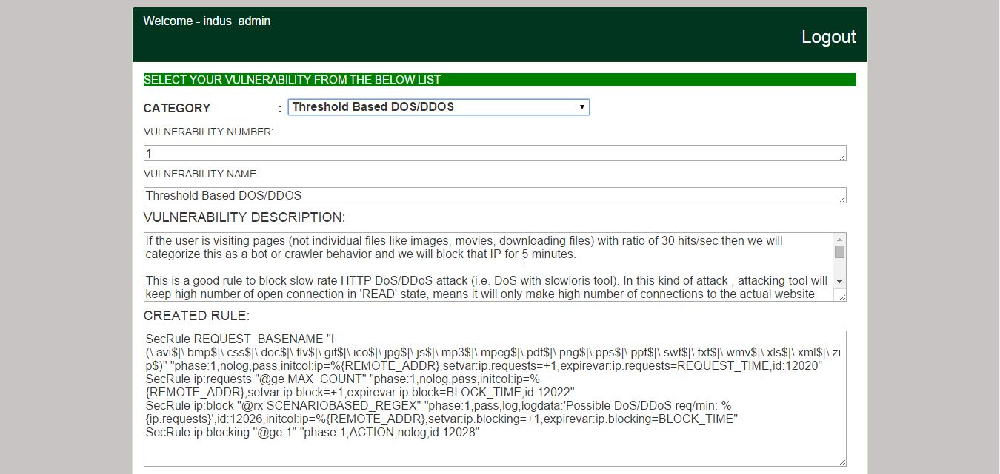 Welcome - indus_admin
Logout
SELECT YOUR VULNERABILITY FROM THE BELOW LIST
CATEGORY : Threshold Based DOS/DDOS
VULNERABILITY NUMBER:
1
VULNERABILITY NAME:
Threshold Based DOS/DDOS
VULNERABILITY DESCRIPTION:
If the user is visiting pages (not individual files like images, movies, downloading files) with ratio of 30 hits/sec then we will
categorize this as a bot or crawler behavior and we will block that IP for 5 minutes.
This is a good rule to block slow rate HTTP DoS/DDoS attack (i.e. DoS with slowloris tool). In this kind of attack , attacking tool will
keep high number of open connection in 'READ' state, means it will only make high number of connections to the actual website
CREATED RULE:
SecRule REQUEST_BASENAME "!
(\.avi$|\.bmp$|\.css$|\.doc$|\.flv$|\.gif$|\.ico$|\.jpg$|\.js$|\.mp3$|\.mpeg$|\.pdf$|\.png$|\.pps$|\.ppt$|\.swf$|\.txt$|\.wmv$|\.xls$|\.xml$|\.zi
p$)" "phase:1,nolog,pass,initcol:ip=%{REMOTE_ADDR},setvar:ip.requests=+1,expirevar:ip.requests=REQUEST_TIME,id:12020"
SecRule ip:requests "@ge MAX_COUNT" "phase:1,nolog,pass,initcol:ip=%
{REMOTE_ADDR},setvar:ip.block=+1,expirevar:ip.block=BLOCK_TIME,id:12022"
SecRule ip:block "@rx SCENARIOBASED_REGEX" "phase:1,pass,log,logdata:'Possible DoS/DDoS req/min: %
{ip.requests}',id:12026,initcol:ip=%{REMOTE_ADDR},setvar:ip.blocking=+1,expirevar:ip.blocking=BLOCK_TIME"
SecRule ip:blocking "@ge 1" "phase:1,ACTION,nolog,id:12028"